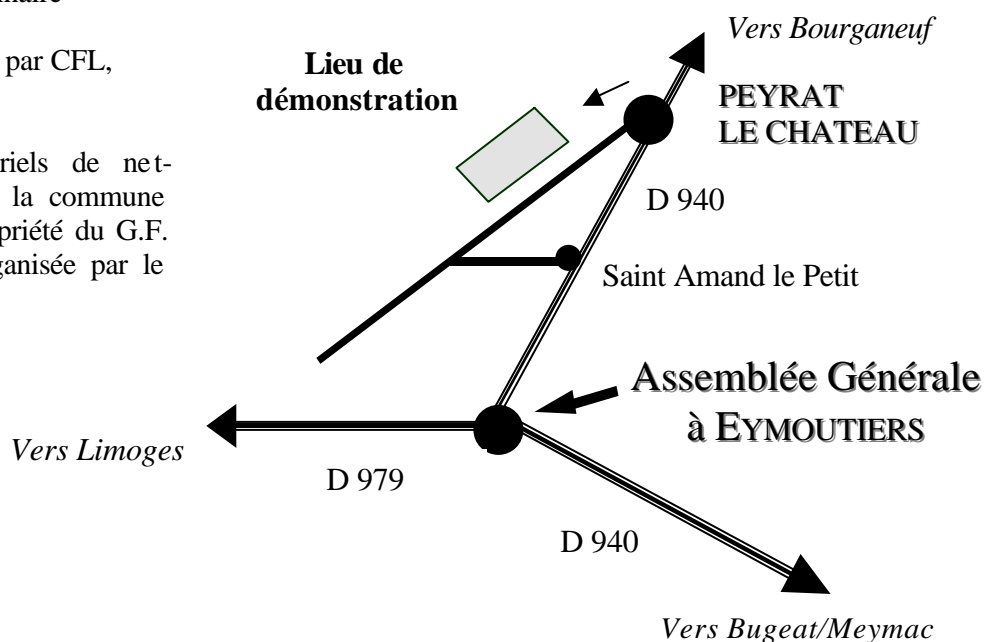 naire
par CFL,
riels de net-
la commune
priété du G.F.
ganisée par le
Lieu de
démonstration
Vers Bourganeuf
PEYRAT
LE CHATEAU
D 940
Saint Amand le Petit
Assemblée Générale
à EYMOUTIERS
Vers Limoges
D 979
D 940
Vers Bugeat/Meymac